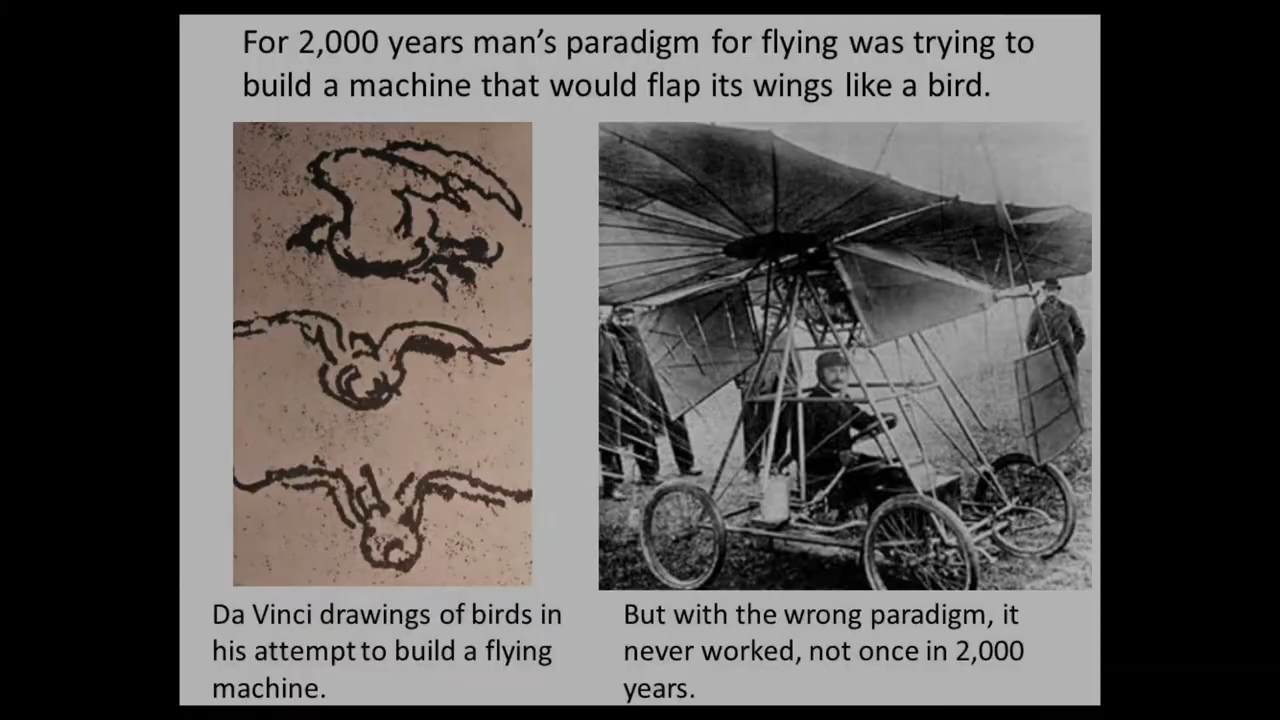 For 2,000 years man's paradigm for flying was trying to
build a machine that would flap its wings like a bird.
Da Vinci drawings of birds in
his attempt to build a flying
machine.
But with the wrong paradigm, it
never worked, not once in 2,000
years.